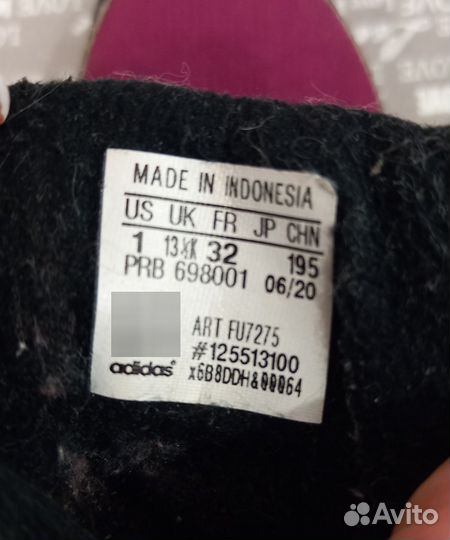 MADE IN INDONESIA
US UK FR JP CHN
1 13½K 32 195
PRB 698001 06/20
ART FU7275
#125513100
adidas x6B8DDH&00064
Avito